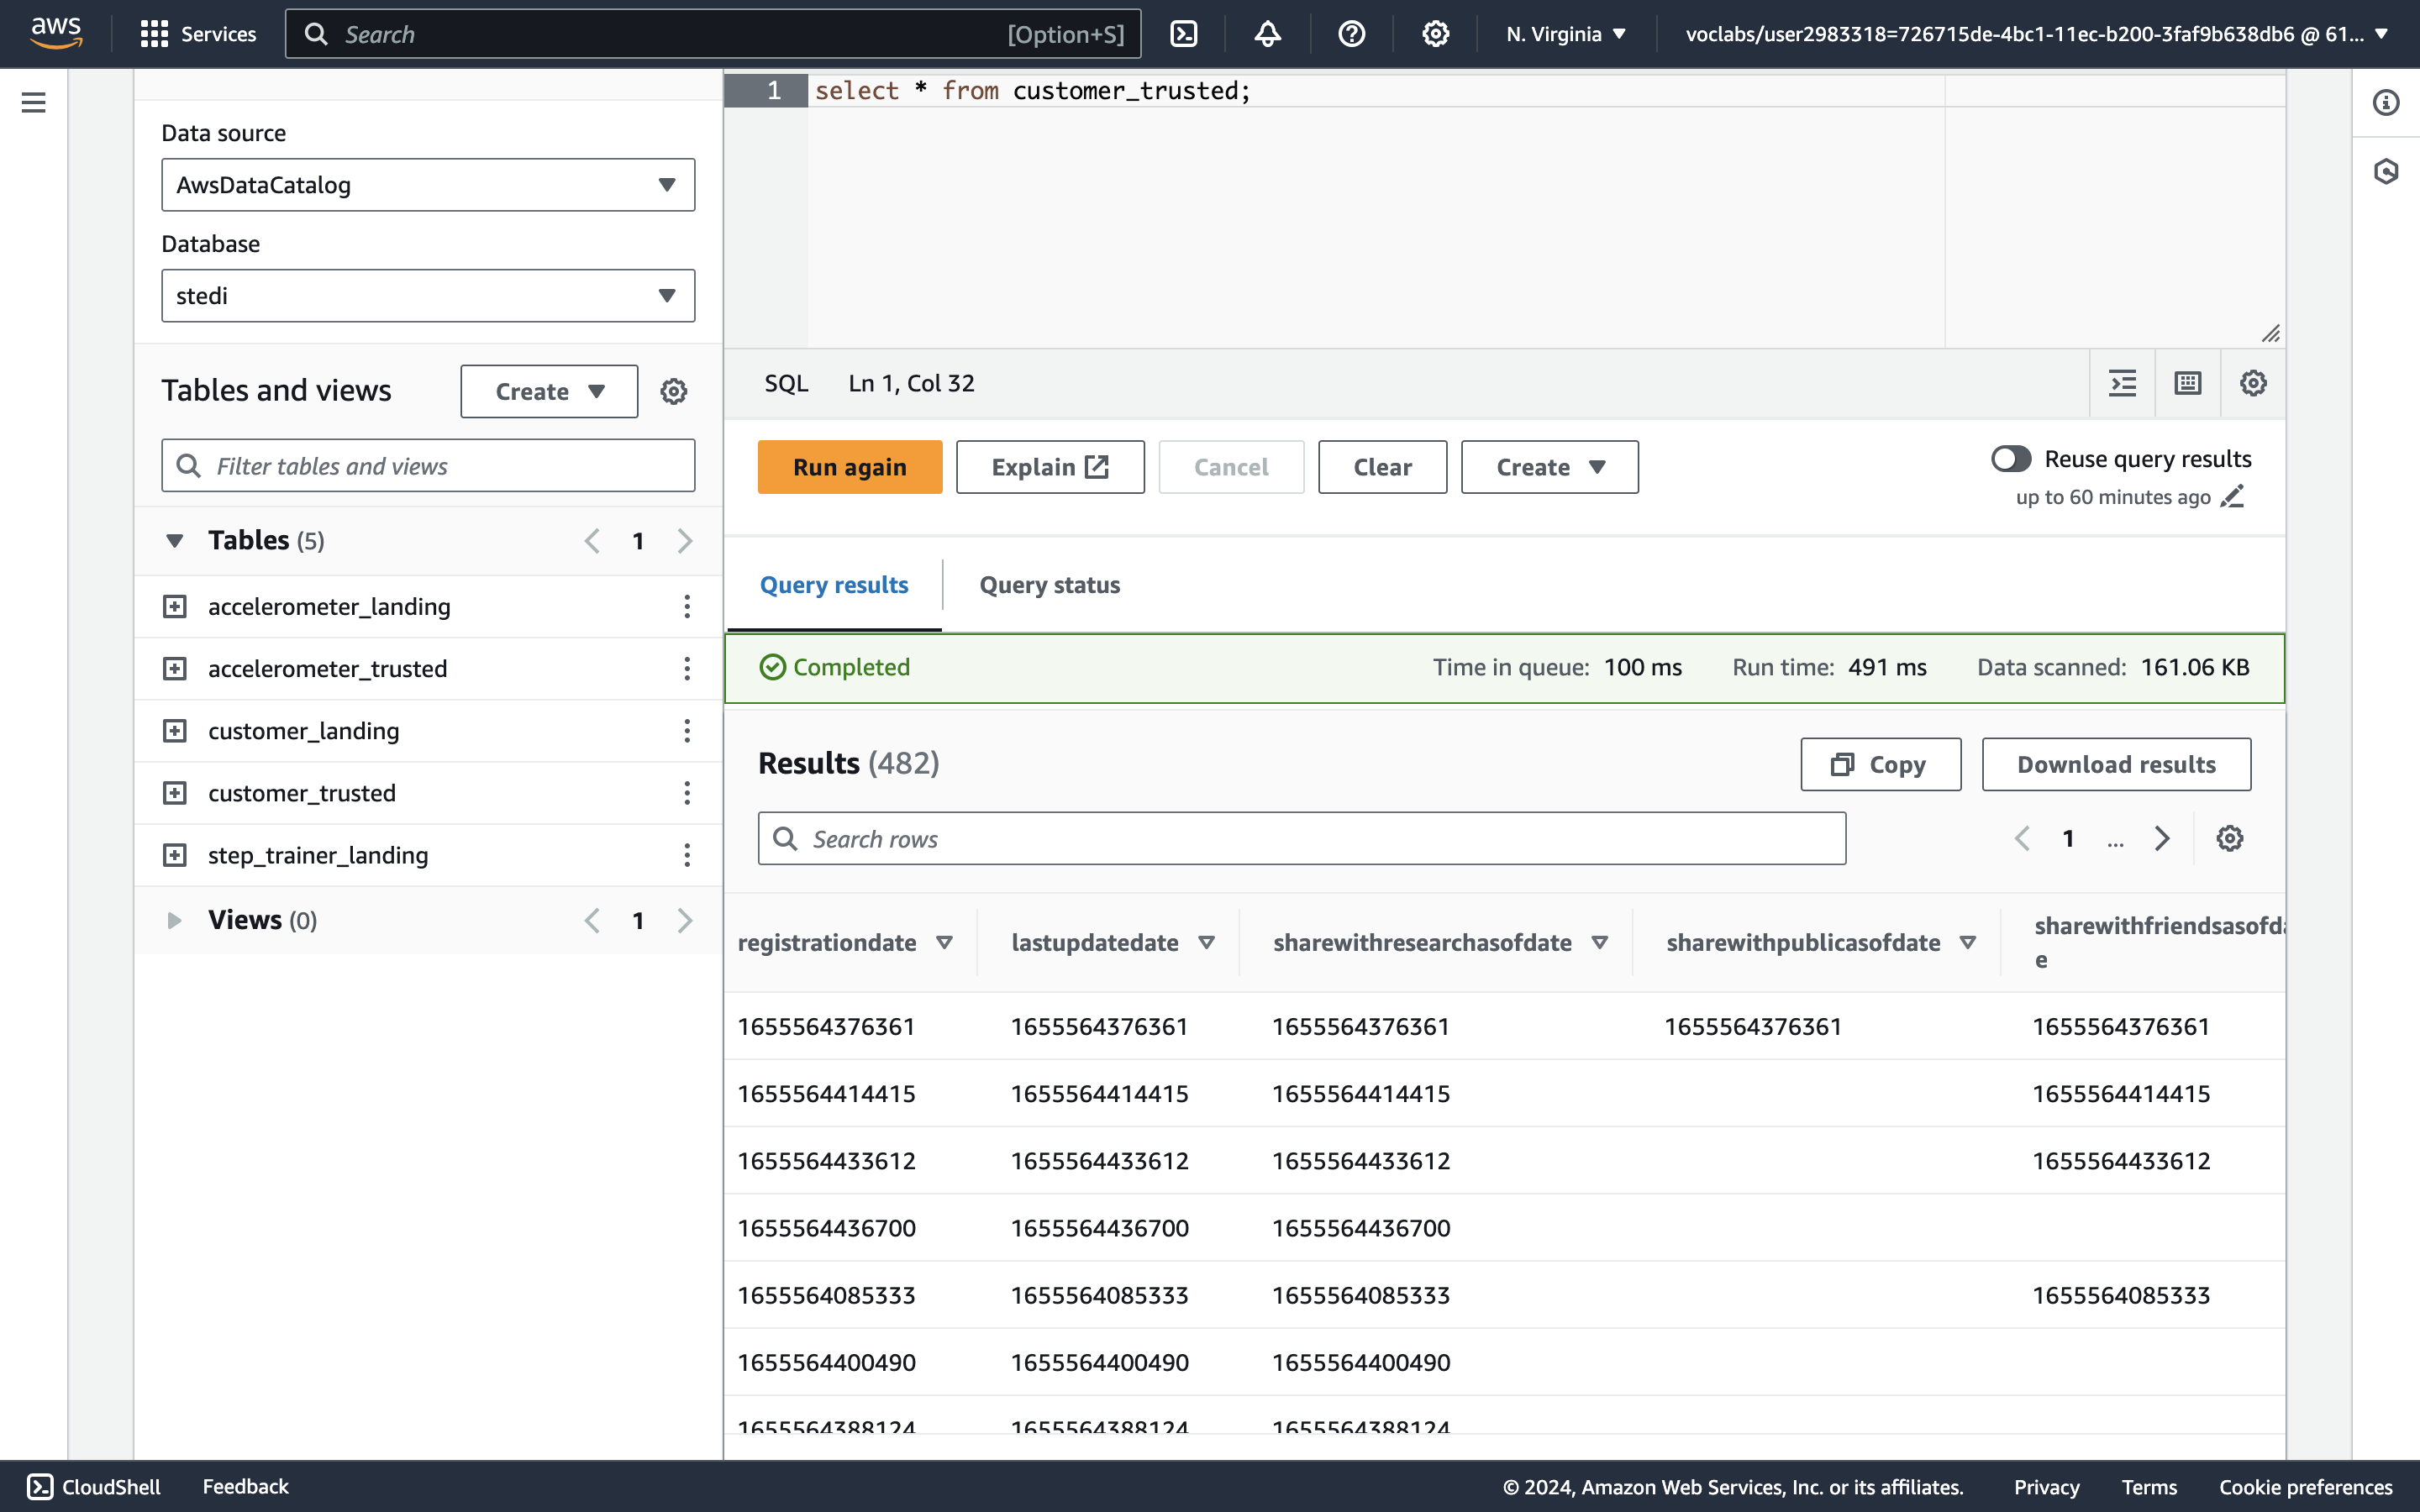 aws
Services
Search
[Option+S]
N. Virginia
voclabs/user2983318=726715de-4bc1-11ec-b200-3faf9b638db6 @ 61...
Data source
AwsDataCatalog
Database
stedi
Tables and views
Create
Filter tables and views
Tables (5)
1
accelerometer_landing
accelerometer_trusted
customer_landing
customer_trusted
step_trainer_landing
Views (0)
1
1 select * from customer_trusted;
SQL Ln 1, Col 32
Run again
Explain
Cancel
Clear
Create
Reuse query results
up to 60 minutes ago
Query results
Query status
Completed
Time in queue: 100 ms
Run time: 491 ms
Data scanned: 161.06 KB
Results (482)
Copy
Download results
Search rows
1 ...
registrationdate lastupdatedate sharewithresearchasofdate sharewithpublicasofdate sharewithfriendsasofda
e
1655564376361 1655564376361 1655564376361 1655564376361 1655564376361
1655564414415 1655564414415 1655564414415 1655564414415
1655564433612 1655564433612 1655564433612 1655564433612
1655564436700 1655564436700 1655564436700
1655564085333 1655564085333 1655564085333 1655564085333
1655564400490 1655564400490 1655564400490
1655564388124 1655564388124 1655564388124
CloudShell
Feedback
© 2024, Amazon Web Services, Inc. or its affiliates.
Privacy
Terms
Cookie preferences